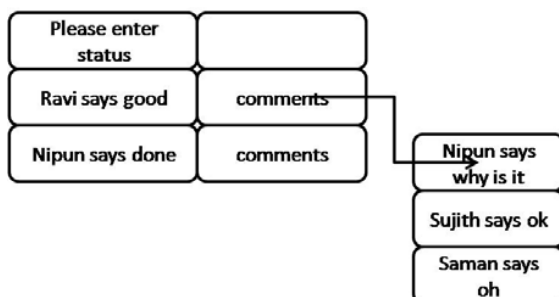 Please enter
status
Ravi says good
comments
Nipun says done
comments
Nipun says
why is it
Sujith says ok
Saman says
oh